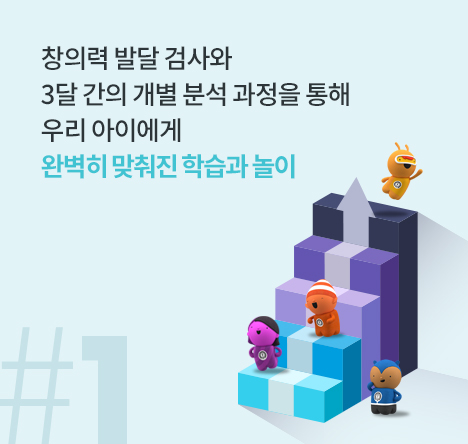 창의력 발달 검사와
3달 간의 개별 분석 과정을 통해
우리 아이에게
완벽히 맞춰진 학습과 놀이
#1